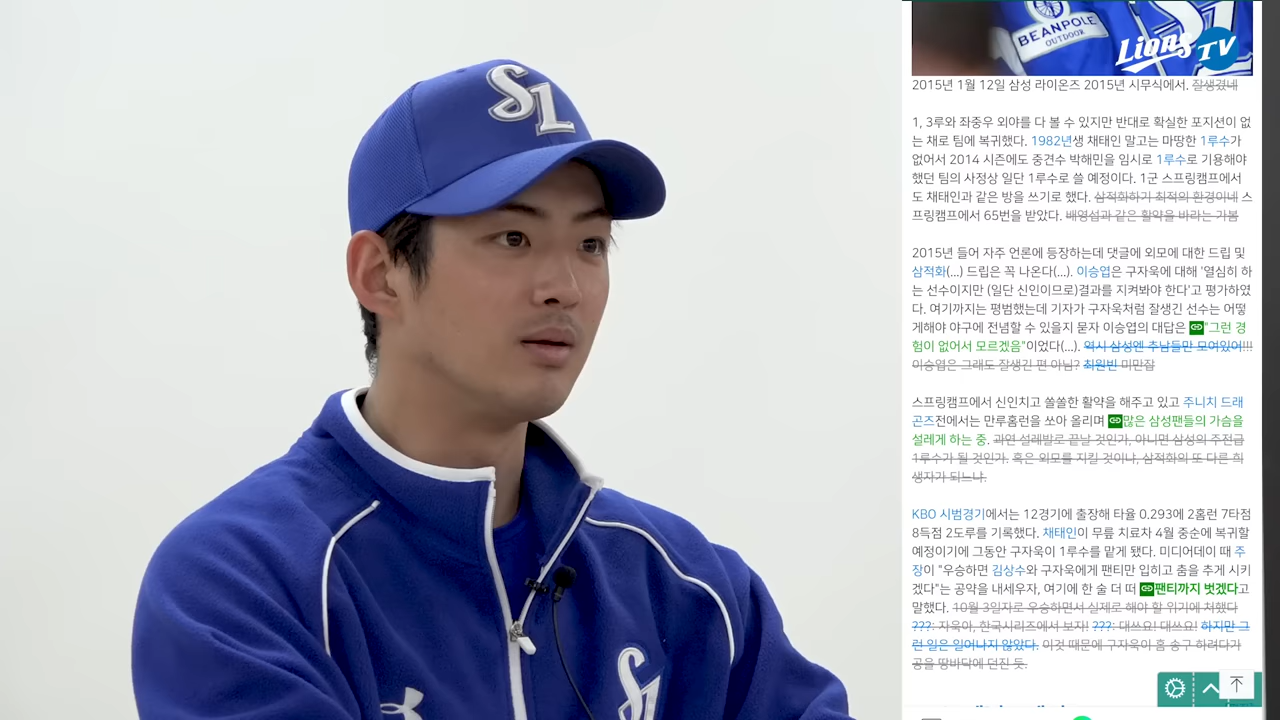 SL
BEANPOLE
OUTDOOR
Lions TV
2015년 1월 12일 삼성 라이온즈 2015년 시무식에서. 잘생겼네
1, 3루와 좌중우 외야를 다 볼 수 있지만 반대로 확실한 포지션이 없
는 채로 팀에 복귀했다. 1982년생 채태인 말고는 마땅한 1루수가
없어서 2014 시즌에도 중견수 박해민을 임시로 1루수로 기용해야
했던 팀의 사정상 일단 1루수로 쓸 예정이다. 1군 스프링캠프에서
도 채태인과 같은 방을 쓰기로 했다. 삼적화하기 최적의 환경이네 스
프링캠프에서 65번을 받았다. 배영섭과 같은 활약을 바라는 가봄
2015년 들어 자주 언론에 등장하는데 댓글에 외모에 대한 드립 및
삼적화(...) 드립은 꼭 나온다(...). 이승엽은 구자욱에 대해 '열심히 하
는 선수이지만 (일단 신인이므로)결과를 지켜봐야 한다'고 평가하였
다. 여기까지는 평범했는데 기자가 구자욱처럼 잘생긴 선수는 어떻
게해야 야구에 전념할 수 있을지 묻자 이승엽의 대답은 "그런 경
험이 없어서 모르겠음"이었다(...). 역시 삼성엔 추남들만 모여있어!!!
이승엽은 그래도 잘생긴 편 아님? 최원빈 미만잡
스프링캠프에서 신인치고 쏠쏠한 활약을 해주고 있고 주니치 드래
곤즈전에서는 만루홈런을 쏘아 올리며 많은 삼성팬들의 가슴을
설레게 하는 중. 과연 설레발로 끝날 것인가, 아니면 삼성의 주전급
1루수가 될 것인가. 혹은 외모를 지킬 것이냐, 삼적화의 또 다른 희
생자가 되느냐.
KBO 시범경기에서는 12경기에 출장해 타율 0.293에 2홈런 7타점
8득점 2도루를 기록했다. 채태인이 무릎 치료차 4월 중순에 복귀할
예정이기에 그동안 구자욱이 1루수를 맡게 됐다. 미디어데이 때 주
장이 "우승하면 김상수와 구자욱에게 팬티만 입히고 춤을 추게 시키
겠다"는 공약을 내세우자, 여기에 한 술 더 떠 팬티까지 벗겠다고
말했다. 10월 3일자로 우승하면서 실제로 해야 할 위기에 처했다
???: 자욱아, 한국시리즈에서 보자! ???: 대쓰요! 대쓰요! 하지만 그
런 일은 일어나지 않았다. 이것 때문에 구자욱이 홈 송구 하려다가
공을 땅바닥에 던진 듯.